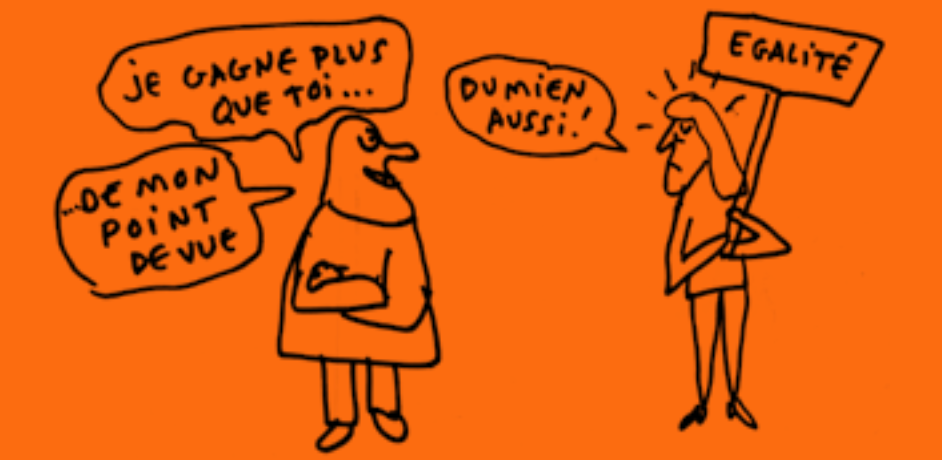 JE GAGNE PLUS
QUE TOI...
...DE MON
POINT
DE VUE
DU MIEN
AUSSI!
EGALITÉ